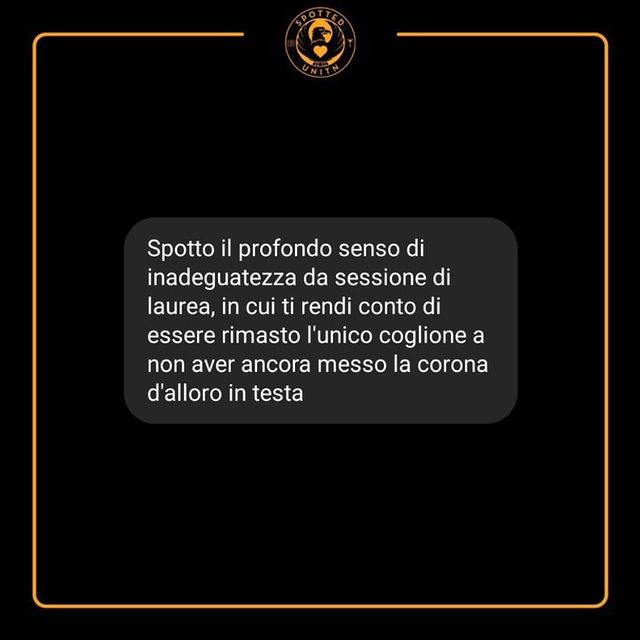 SPOTTED
UNITN
Spotto il profondo senso di
inadeguatezza da sessione di
laurea, in cui ti rendi conto di
essere rimasto l'unico coglione a
non aver ancora messo la corona
d'alloro in testa